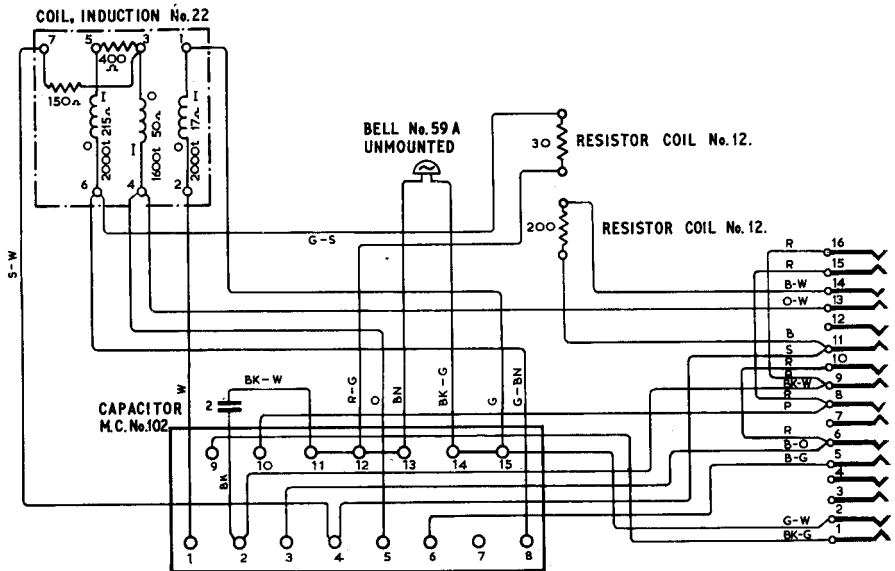 COIL, INDUCTION No. 22
7 5 3 1
400
Ω
150Ω
I O I
215Ω 50Ω 17Ω
O I O
2000t 1600t 2000t
6 4 2
BELL No. 59 A
UNMOUNTED
30
RESISTOR COIL No. 12.
200
RESISTOR COIL No. 12.
G-S
S-W
W
BK-W
2
BK
R-G
O
BN
BK-G
G
G-BN
CAPACITOR
M.C. No. 102
9 10 11 12 13 14 15
1 2 3 4 5 6 7 8
R 16
R 15
B-W 14
O-W 13
12
B 11
S
R 10
R 9
BK-W
R 8
P
7
R 6
B-O
B-G 5
4
3
G-W 2
BK-G 1